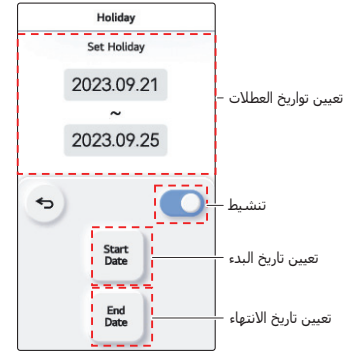 Holiday
Set Holiday
2023.09.21
~
2023.09.25
تعيين تواريخ العطلات
تنشيط
Start
Date
تعيين تاريخ البدء
End
Date
تعيين تاريخ الانتهاء